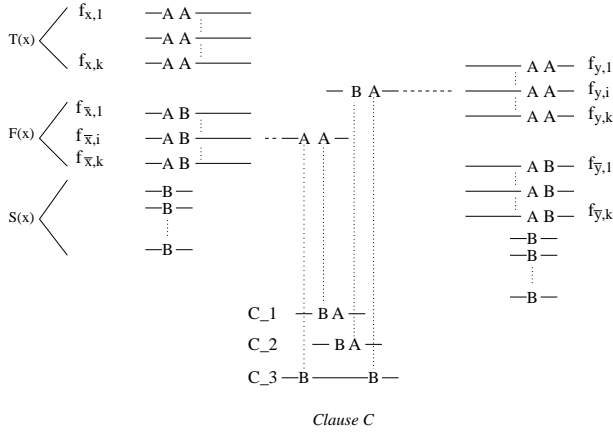 f_{x,1} A A
T(x) A A
f_{x,k} A A
f_{y,1} A A
B A
f_{y,i} A A
f_{y,k} A A
f_{x̅,1} A B
F(x) f_{x̅,i} A B
A A
f_{x̅,k} A B
f_{y̅,1} A B
A B
f_{y̅,k} A B
S(x) B
B
B
B
B
B
C_1 B A
C_2 B A
C_3 B B
Clause C